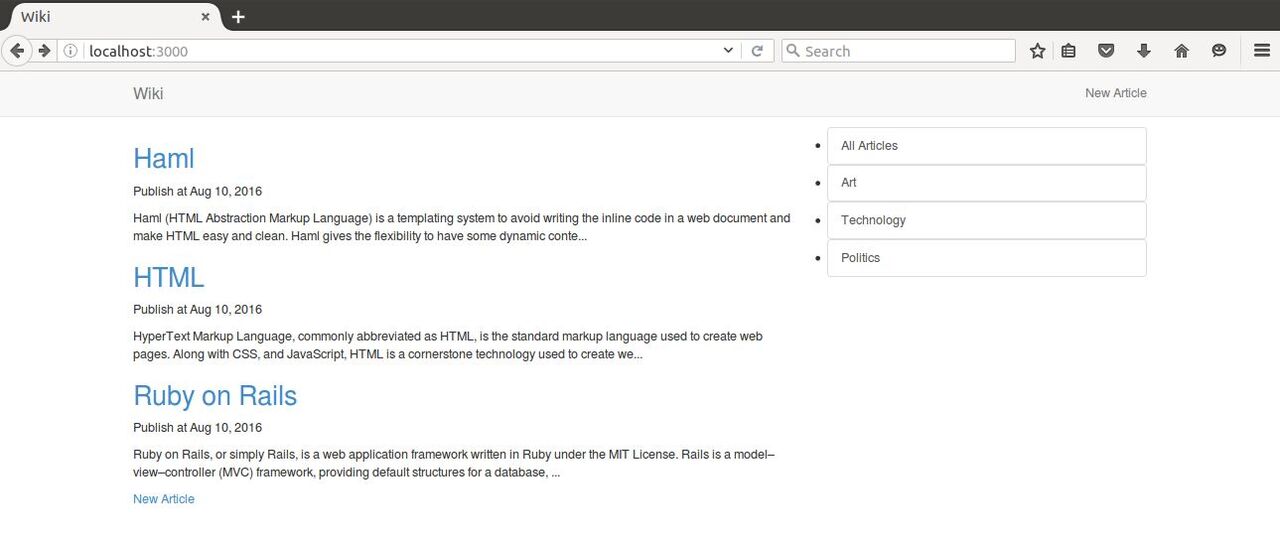 Wiki
localhost:3000
Search
Wiki
New Article
Haml
Publish at Aug 10, 2016
Haml (HTML Abstraction Markup Language) is a templating system to avoid writing the inline code in a web document and
make HTML easy and clean. Haml gives the flexibility to have some dynamic conte...
HTML
Publish at Aug 10, 2016
HyperText Markup Language, commonly abbreviated as HTML, is the standard markup language used to create web
pages. Along with CSS, and JavaScript, HTML is a cornerstone technology used to create we...
Ruby on Rails
Publish at Aug 10, 2016
Ruby on Rails, or simply Rails, is a web application framework written in Ruby under the MIT License. Rails is a model–
view–controller (MVC) framework, providing default structures for a database, ...
New Article
All Articles
Art
Technology
Politics